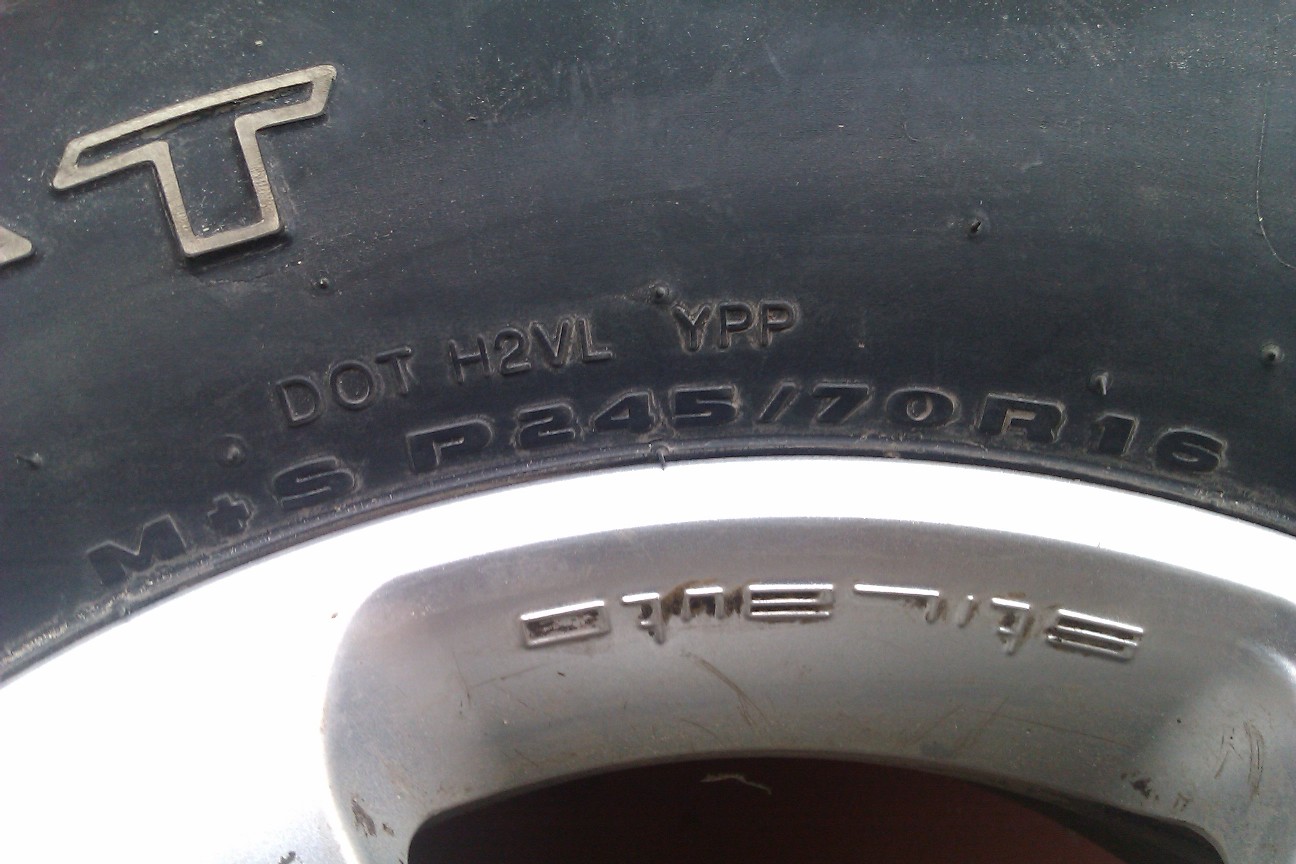 T
DOT H2VL YPP
M+S P245/70R16